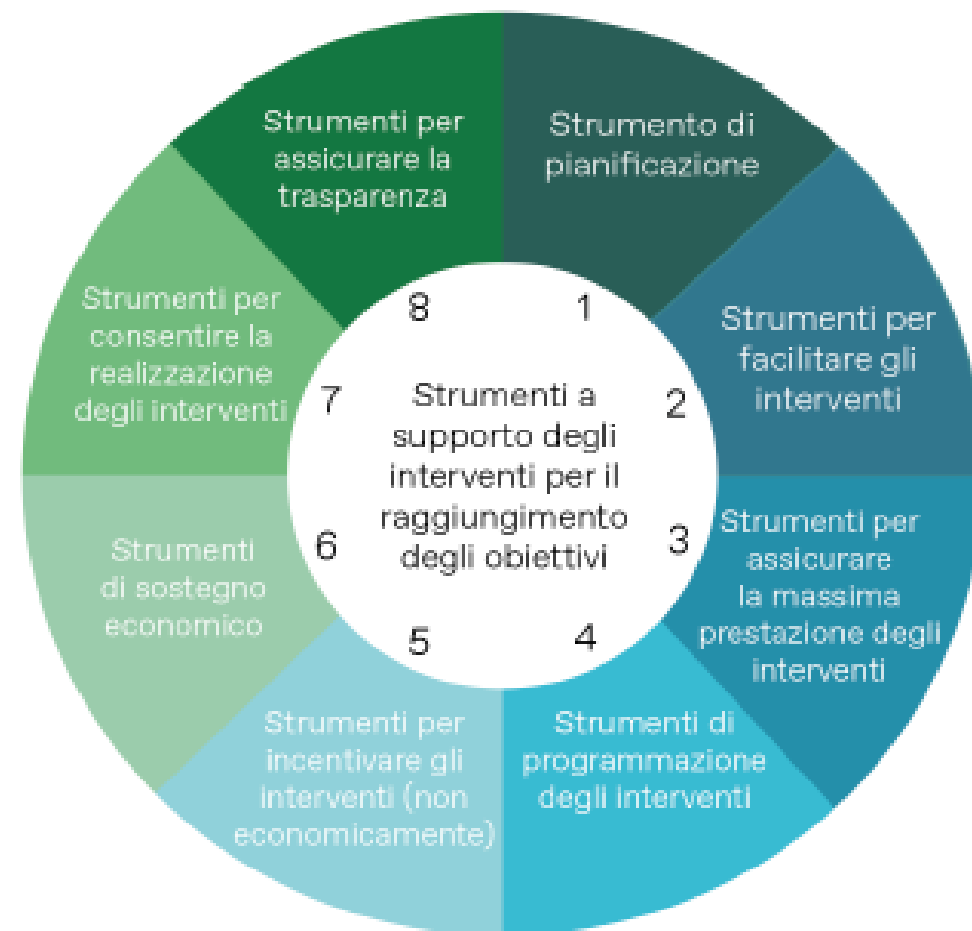 Strumenti a
supporto degli
interventi per il
raggiungimento
degli obiettivi
1
Strumento di
pianificazione
2
Strumenti per
facilitare gli
interventi
3
Strumenti per
assicurare
la massima
prestazione degli
interventi
4
Strumenti di
programmazione
degli interventi
5
Strumenti per
incentivare gli
interventi (non
economicamente)
6
Strumenti
di sostegno
economico
7
Strumenti per
consentire la
realizzazione
degli interventi
8
Strumenti per
assicurare la
trasparenza